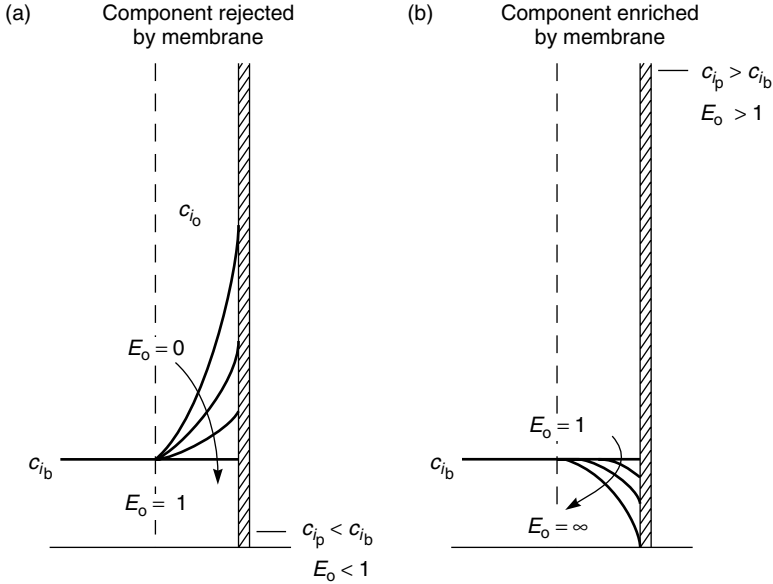 (a) Component rejected
by membrane
c_{i_o}
E_o = 0
c_{i_b}
E_o = 1
c_{i_p} < c_{i_b}
E_o < 1
(b) Component enriched
by membrane
c_{i_p} > c_{i_b}
E_o > 1
E_o = 1
c_{i_b}
E_o = ∞